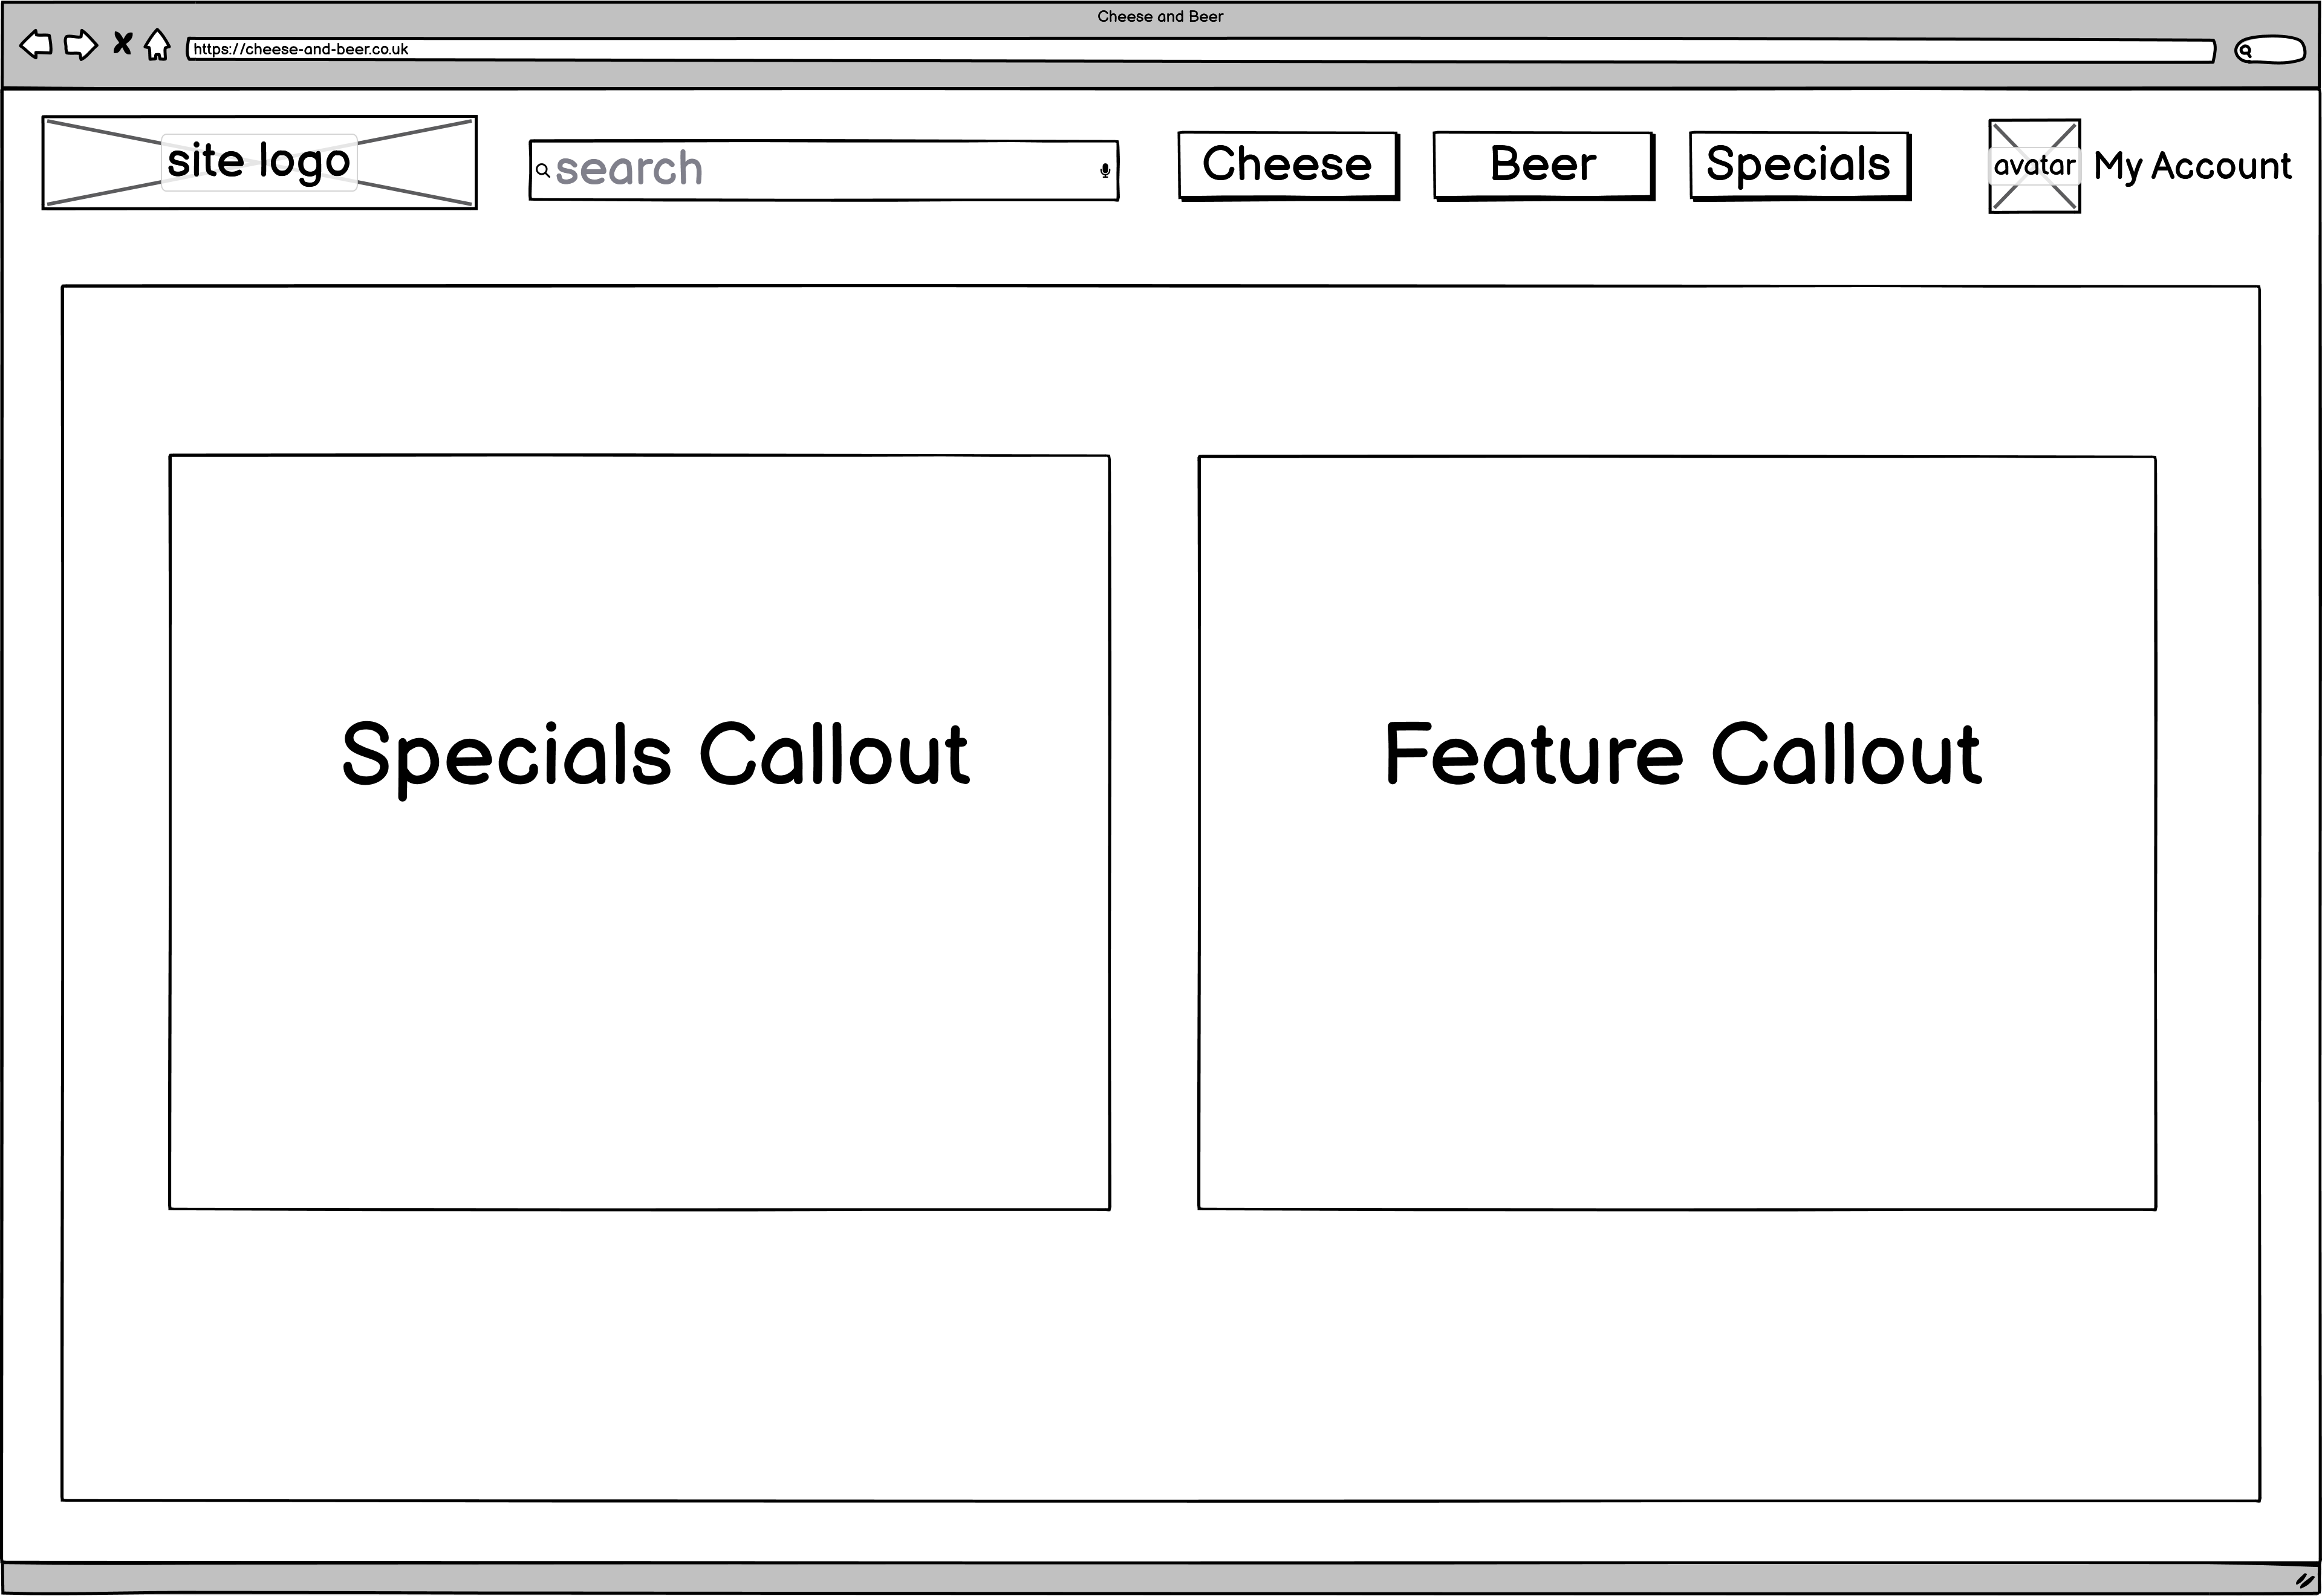 Cheese and Beer
https://cheese-and-beer.co.uk
site logo
search
Cheese
Beer
Specials
avatar
My Account
Specials Callout
Feature Callout